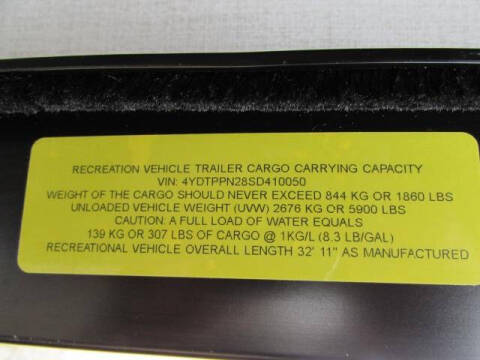 RECREATION VEHICLE TRAILER CARGO CARRYING CAPACITY
VIN: 4YDTPPN28SD410050
WEIGHT OF THE CARGO SHOULD NEVER EXCEED 844 KG OR 1860 LBS
UNLOADED VEHICLE WEIGHT (UVW) 2676 KG OR 5900 LBS
CAUTION: A FULL LOAD OF WATER EQUALS
139 KG OR 307 LBS OF CARGO @ 1KG/L (8.3 LB/GAL)
RECREATIONAL VEHICLE OVERALL LENGTH 32' 11" AS MANUFACTURED